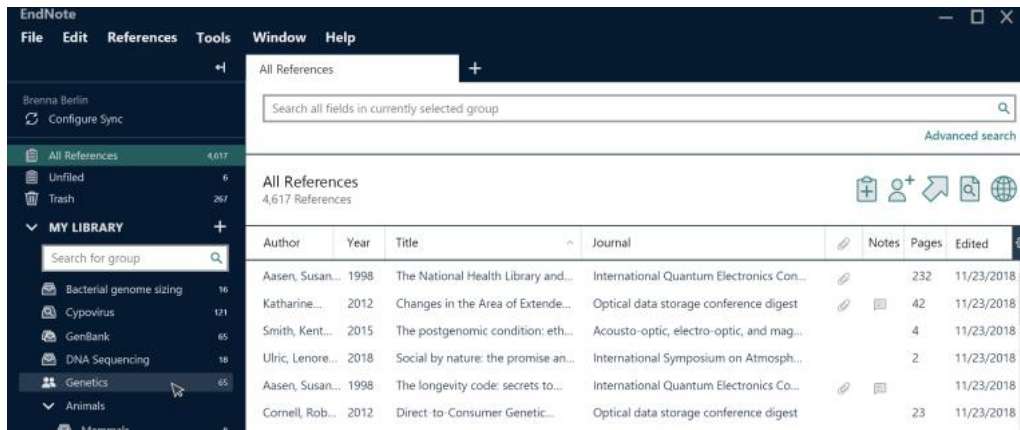 EndNote
File Edit References Tools Window Help
All References
Brenna Berlin
Configure Sync
Search all fields in currently selected group
Advanced search
All References 4,617
Unfiled 6
Trash 267
MY LIBRARY
Search for group
Bacterial genome sizing 16
Cypovirus 121
GenBank 65
DNA Sequencing 18
Genetics 65
Animals
Mammals
All References
4,617 References
Author Year Title Journal Notes Pages Edited
Aasen, Susan... 1998 The National Health Library and... International Quantum Electronics Con... 232 11/23/2018
Katharine... 2012 Changes in the Area of Extende... Optical data storage conference digest 42 11/23/2018
Smith, Kent... 2015 The postgenomic condition: eth... Acousto-optic, electro-optic, and mag... 4 11/23/2018
Ulric, Lenore... 2018 Social by nature: the promise an... International Symposium on Atmosph... 2 11/23/2018
Aasen, Susan... 1998 The longevity code: secrets to... International Quantum Electronics Co... 11/23/2018
Cornell, Rob... 2012 Direct-to-Consumer Genetic... Optical data storage conference digest 23 11/23/2018